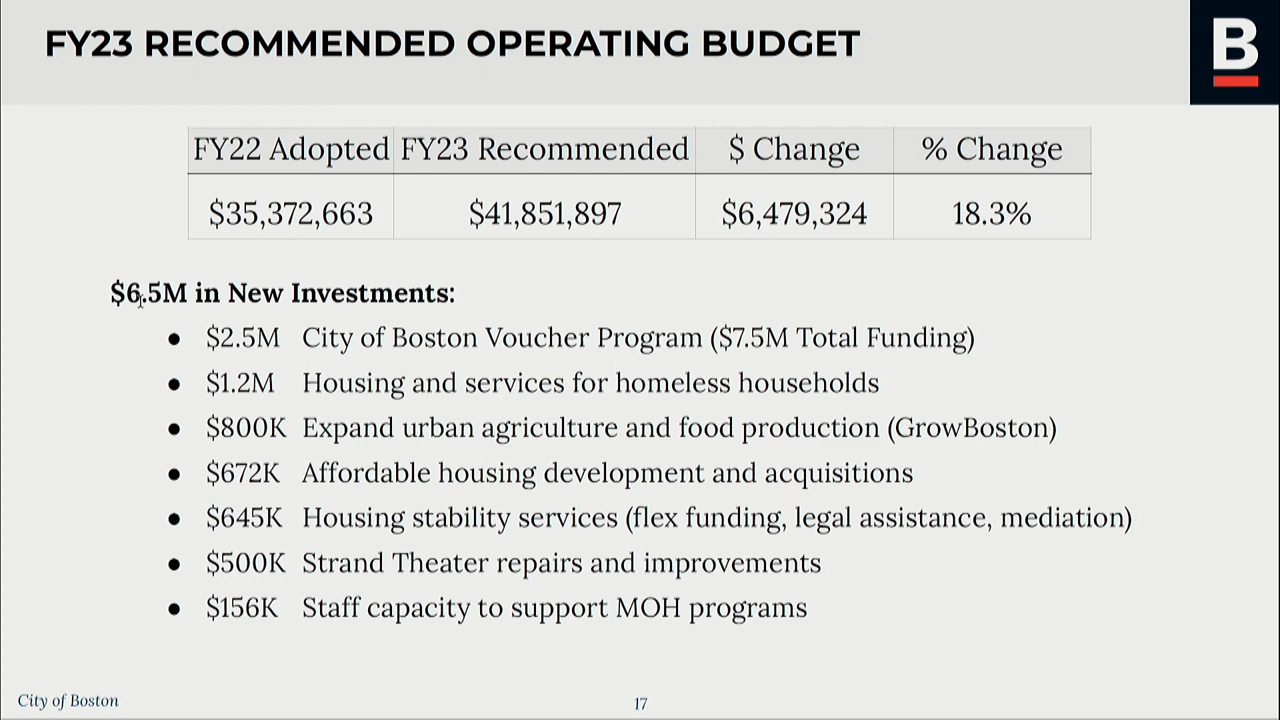 FY23 RECOMMENDED OPERATING BUDGET
B
FY22 Adopted FY23 Recommended $ Change % Change
$35,372,663 $41,851,897 $6,479,324 18.3%
$6.5M in New Investments:
● $2.5M City of Boston Voucher Program ($7.5M Total Funding)
● $1.2M Housing and services for homeless households
● $800K Expand urban agriculture and food production (GrowBoston)
● $672K Affordable housing development and acquisitions
● $645K Housing stability services (flex funding, legal assistance, mediation)
● $500K Strand Theater repairs and improvements
● $156K Staff capacity to support MOH programs
City of Boston 17